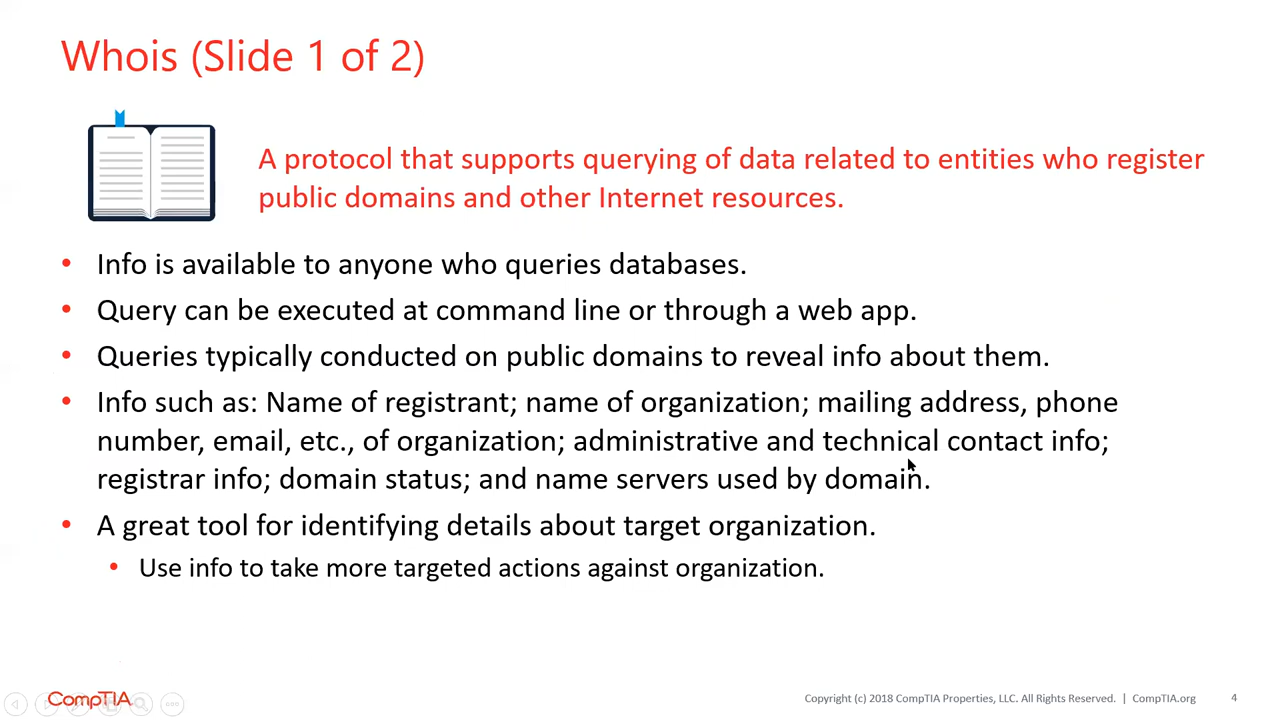 Whois (Slide 1 of 2)
A protocol that supports querying of data related to entities who register
public domains and other Internet resources.
• Info is available to anyone who queries databases.
• Query can be executed at command line or through a web app.
• Queries typically conducted on public domains to reveal info about them.
• Info such as: Name of registrant; name of organization; mailing address, phone
number, email, etc., of organization; administrative and technical contact info;
registrar info; domain status; and name servers used by domain.
• A great tool for identifying details about target organization.
• Use info to take more targeted actions against organization.
CompTIA
Copyright (c) 2018 CompTIA Properties, LLC. All Rights Reserved. | CompTIA.org 4